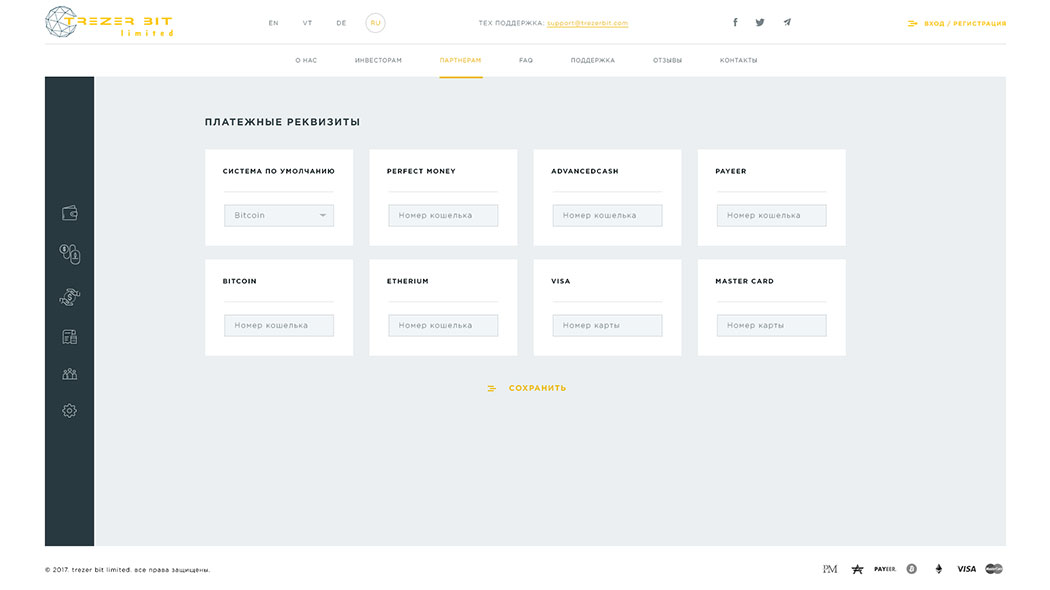 TREZER BIT
limited
EN VT DE RU
ТЕХ ПОДДЕРЖКА: support@trezerbit.com
ВХОД / РЕГИСТРАЦИЯ
О НАС ИНВЕСТОРАМ ПАРТНЕРАМ FAQ ПОДДЕРЖКА ОТЗЫВЫ КОНТАКТЫ
ПЛАТЕЖНЫЕ РЕКВИЗИТЫ
СИСТЕМА ПО УМОЛЧАНИЮ
Bitcoin
PERFECT MONEY
Номер кошелька
ADVANCEDCASH
Номер кошелька
PAYEER
Номер кошелька
BITCOIN
Номер кошелька
ETHERIUM
Номер кошелька
VISA
Номер карты
MASTER CARD
Номер карты
СОХРАНИТЬ
© 2017. trezer bit limited. все права защищены.
PM PAYEER VISA MasterCard